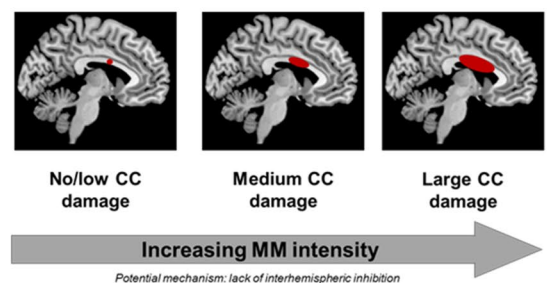 No/low CC
damage
Medium CC
damage
Large CC
damage
Increasing MM intensity
Potential mechanism: lack of interhemispheric inhibition